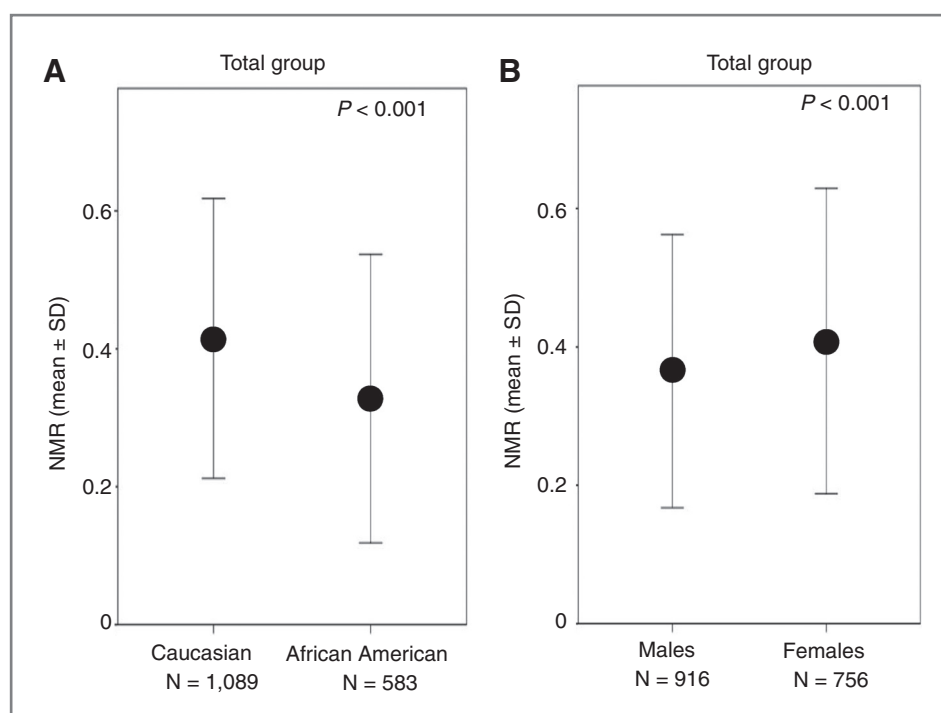 A
Total group
P < 0.001
NMR (mean ± SD)
0.6
0.4
0.2
0
Caucasian
N = 1,089
African American
N = 583
B
Total group
P < 0.001
NMR (mean ± SD)
0.6
0.4
0.2
0
Males
N = 916
Females
N = 756